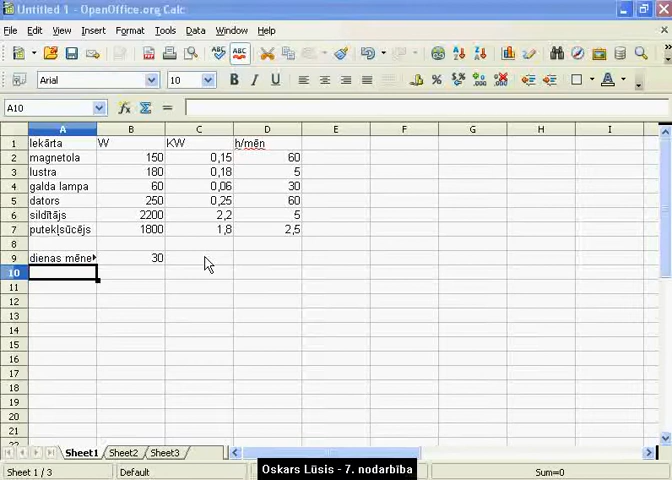 Untitled 1 - OpenOffice.org Calc
File Edit View Insert Format Tools Data Window Help
Arial 10 B I U
A10
A B C D E F G H I
1 Iekārta W KW h/mēn
2 magnetola 150 0,15 60
3 lustra 180 0,18 5
4 galda lampa 60 0,06 30
5 dators 250 0,25 60
6 sildītājs 2200 2,2 5
7 putekļsūcējs 1800 1,8 2,5
8
9 dienas mēne 30
10
11
12
13
14
15
16
17
18
19
20
21
22
Sheet1 Sheet2 Sheet3
Sheet 1 / 3 Default Sum=0
Oskars Lūsis - 7. nodarbība